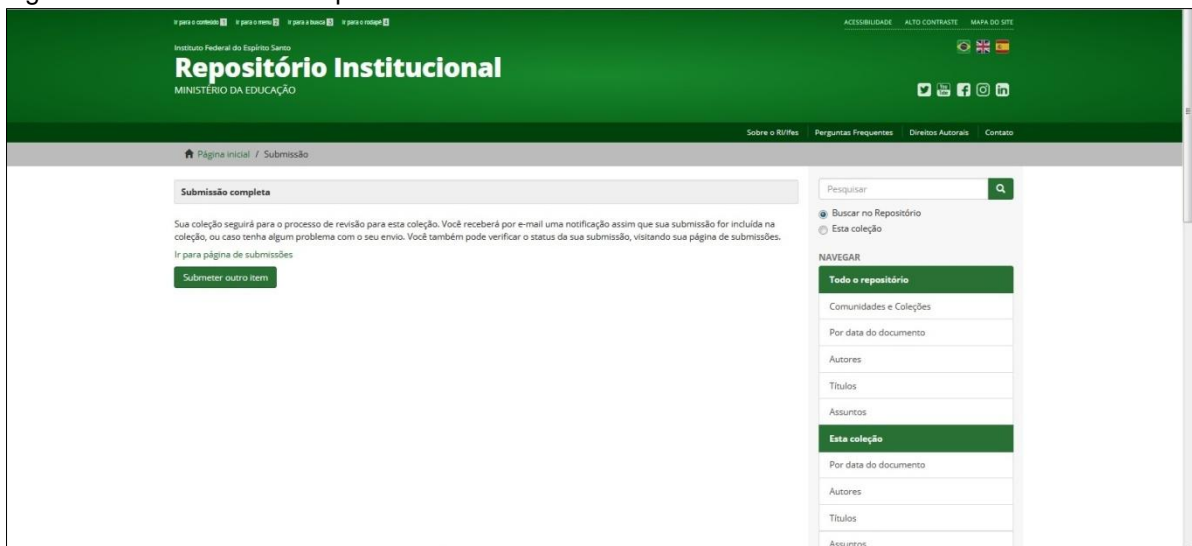 ir para o conteúdo 1 ir para o menu 2 ir para a busca 3 ir para o rodapé 4
ACESSIBILIDADE ALTO CONTRASTE MAPA DO SITE
Instituto Federal do Espírito Santo
Repositório Institucional
MINISTÉRIO DA EDUCAÇÃO
Sobre o RI/Ifes Perguntas Frequentes Direitos Autorais Contato
Página inicial / Submissão
Submissão completa
Sua coleção seguirá para o processo de revisão para esta coleção. Você receberá por e-mail uma notificação assim que sua submissão for incluída na
coleção, ou caso tenha algum problema com o seu envio. Você também pode verificar o status da sua submissão, visitando sua página de submissões.
Ir para página de submissões
Submeter outro item
Pesquisar
Buscar no Repositório
Esta coleção
NAVEGAR
Todo o repositório
Comunidades e Coleções
Por data do documento
Autores
Títulos
Assuntos
Esta coleção
Por data do documento
Autores
Títulos
Assuntos